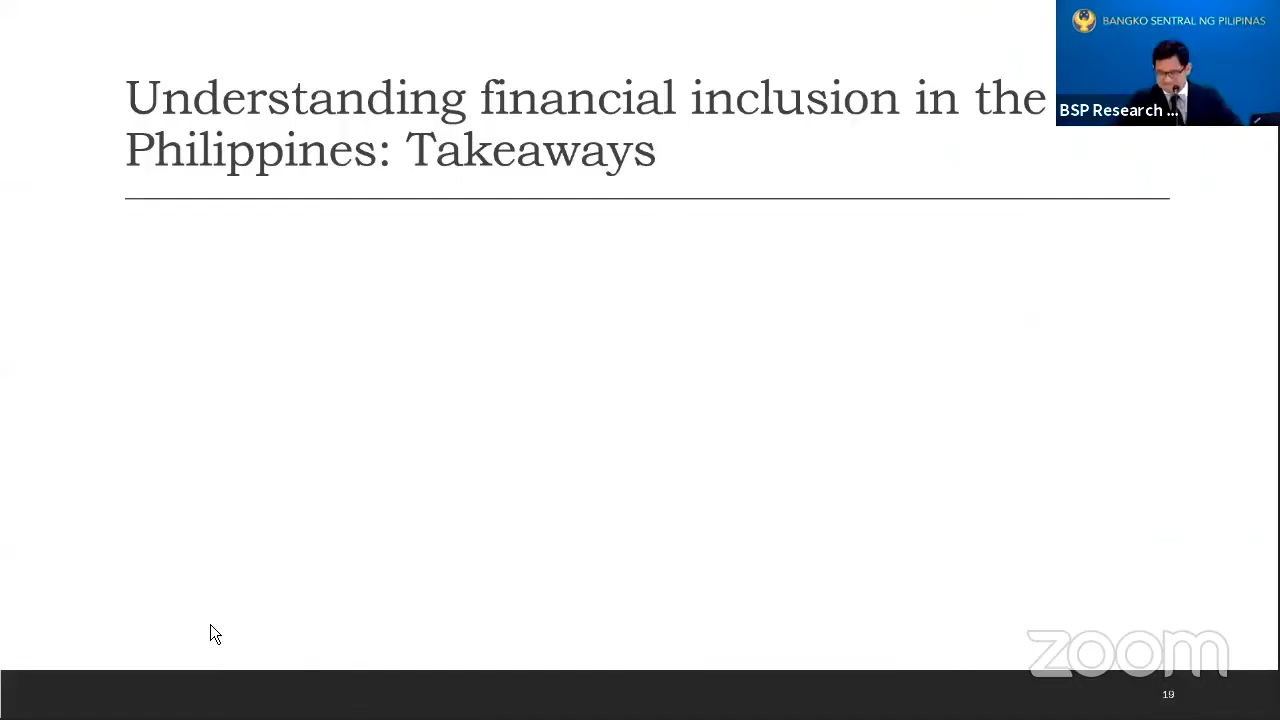 BANGKO SENTRAL NG PILIPINAS
Understanding financial inclusion in the
BSP Research ...
Philippines: Takeaways
zoom
19